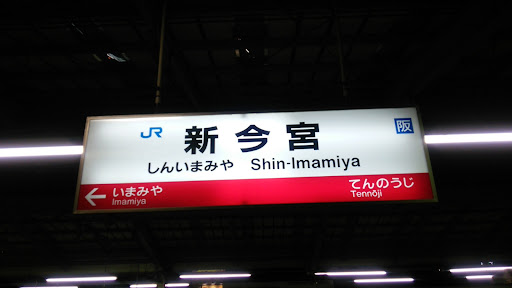 JR 新今宮 阪
しんいまみや Shin-Imamiya
← いまみや てんのうじ
Imamiya Tennōji